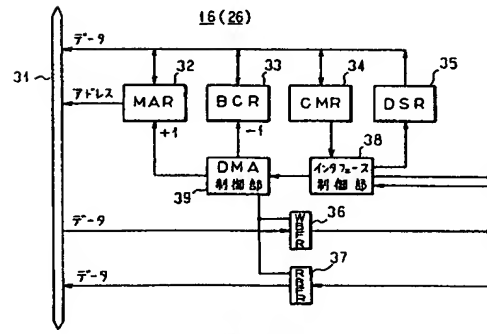 16(26)
データ
31
32
33
34
35
MAR
BCR
CMR
DSR
アドレス
+1
-1
38
DMA
制御部
インタフェース
制御部
39
36
データ
WBFR
37
データ
RBFR